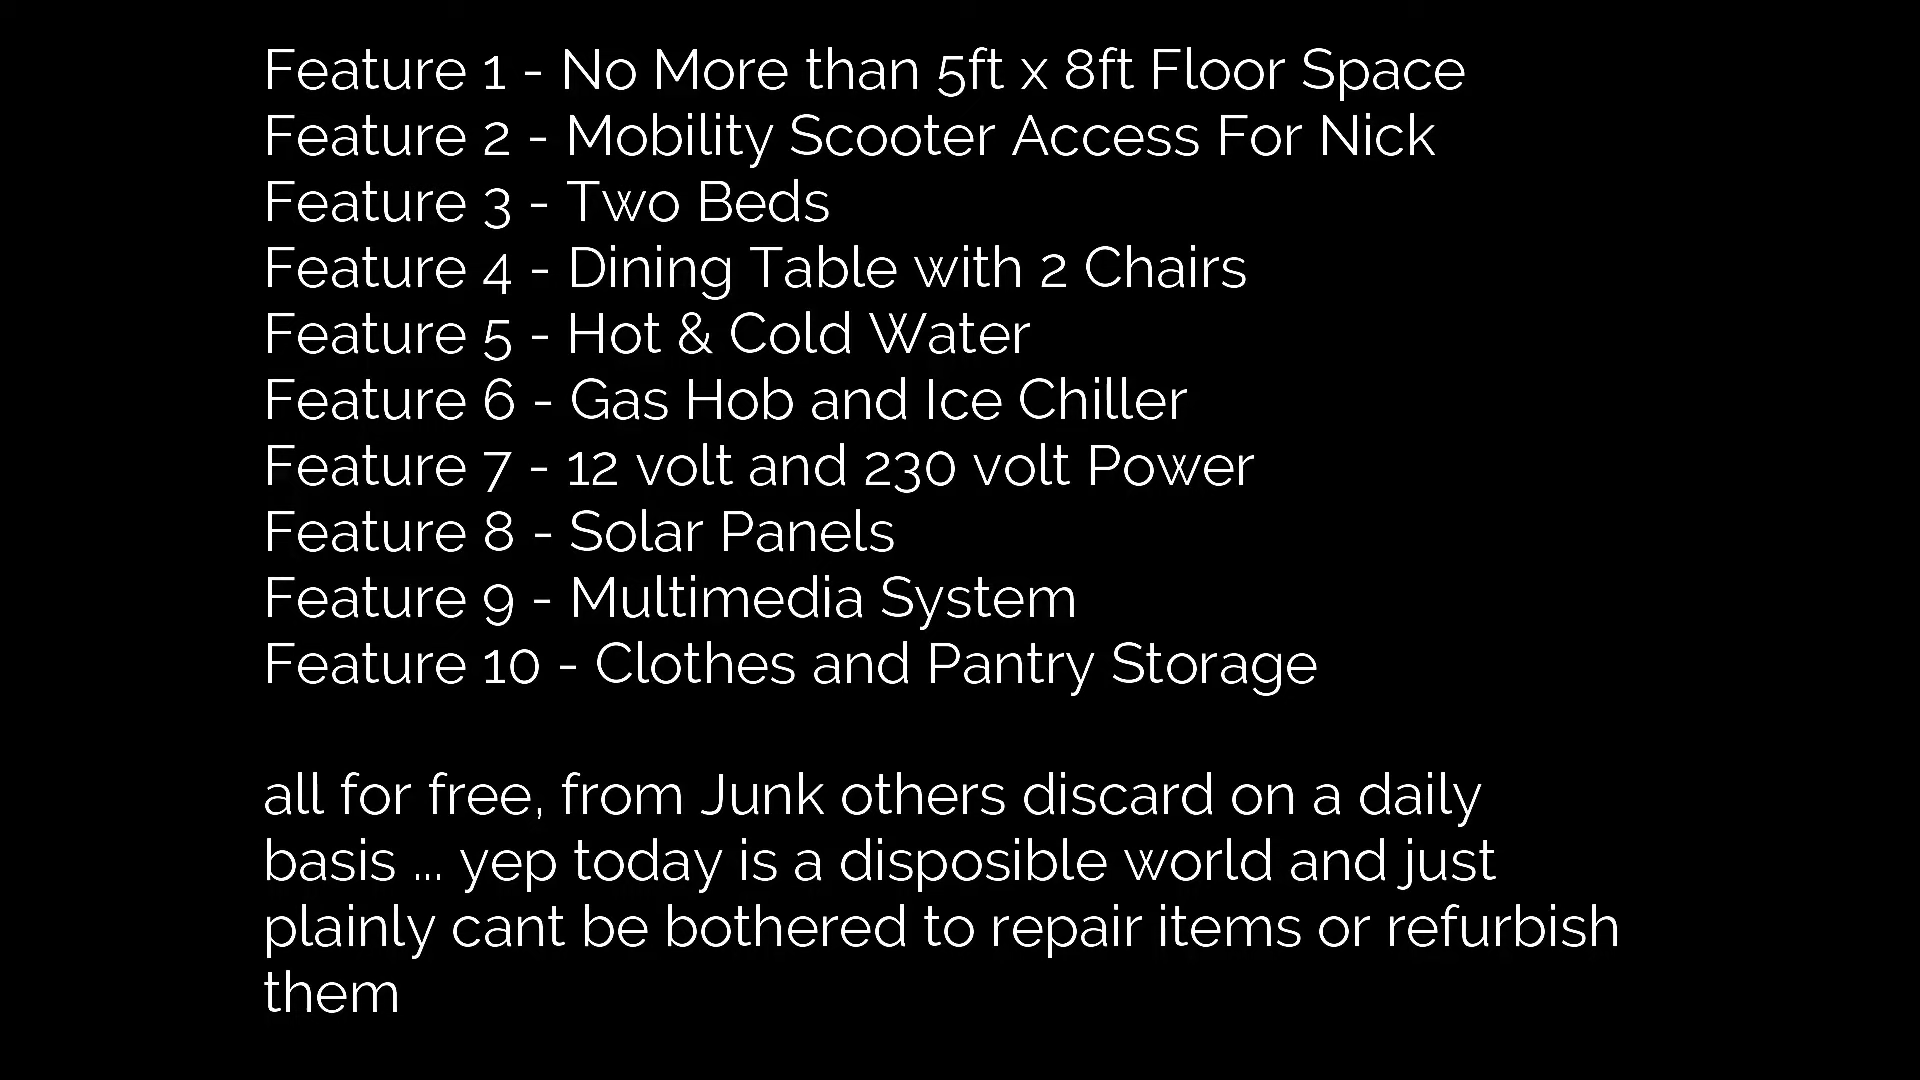 Feature 1 - No More than 5ft x 8ft Floor Space
Feature 2 - Mobility Scooter Access For Nick
Feature 3 - Two Beds
Feature 4 - Dining Table with 2 Chairs
Feature 5 - Hot & Cold Water
Feature 6 - Gas Hob and Ice Chiller
Feature 7 - 12 volt and 230 volt Power
Feature 8 - Solar Panels
Feature 9 - Multimedia System
Feature 10 - Clothes and Pantry Storage
all for free, from Junk others discard on a daily
basis ... yep today is a disposible world and just
plainly cant be bothered to repair items or refurbish
them